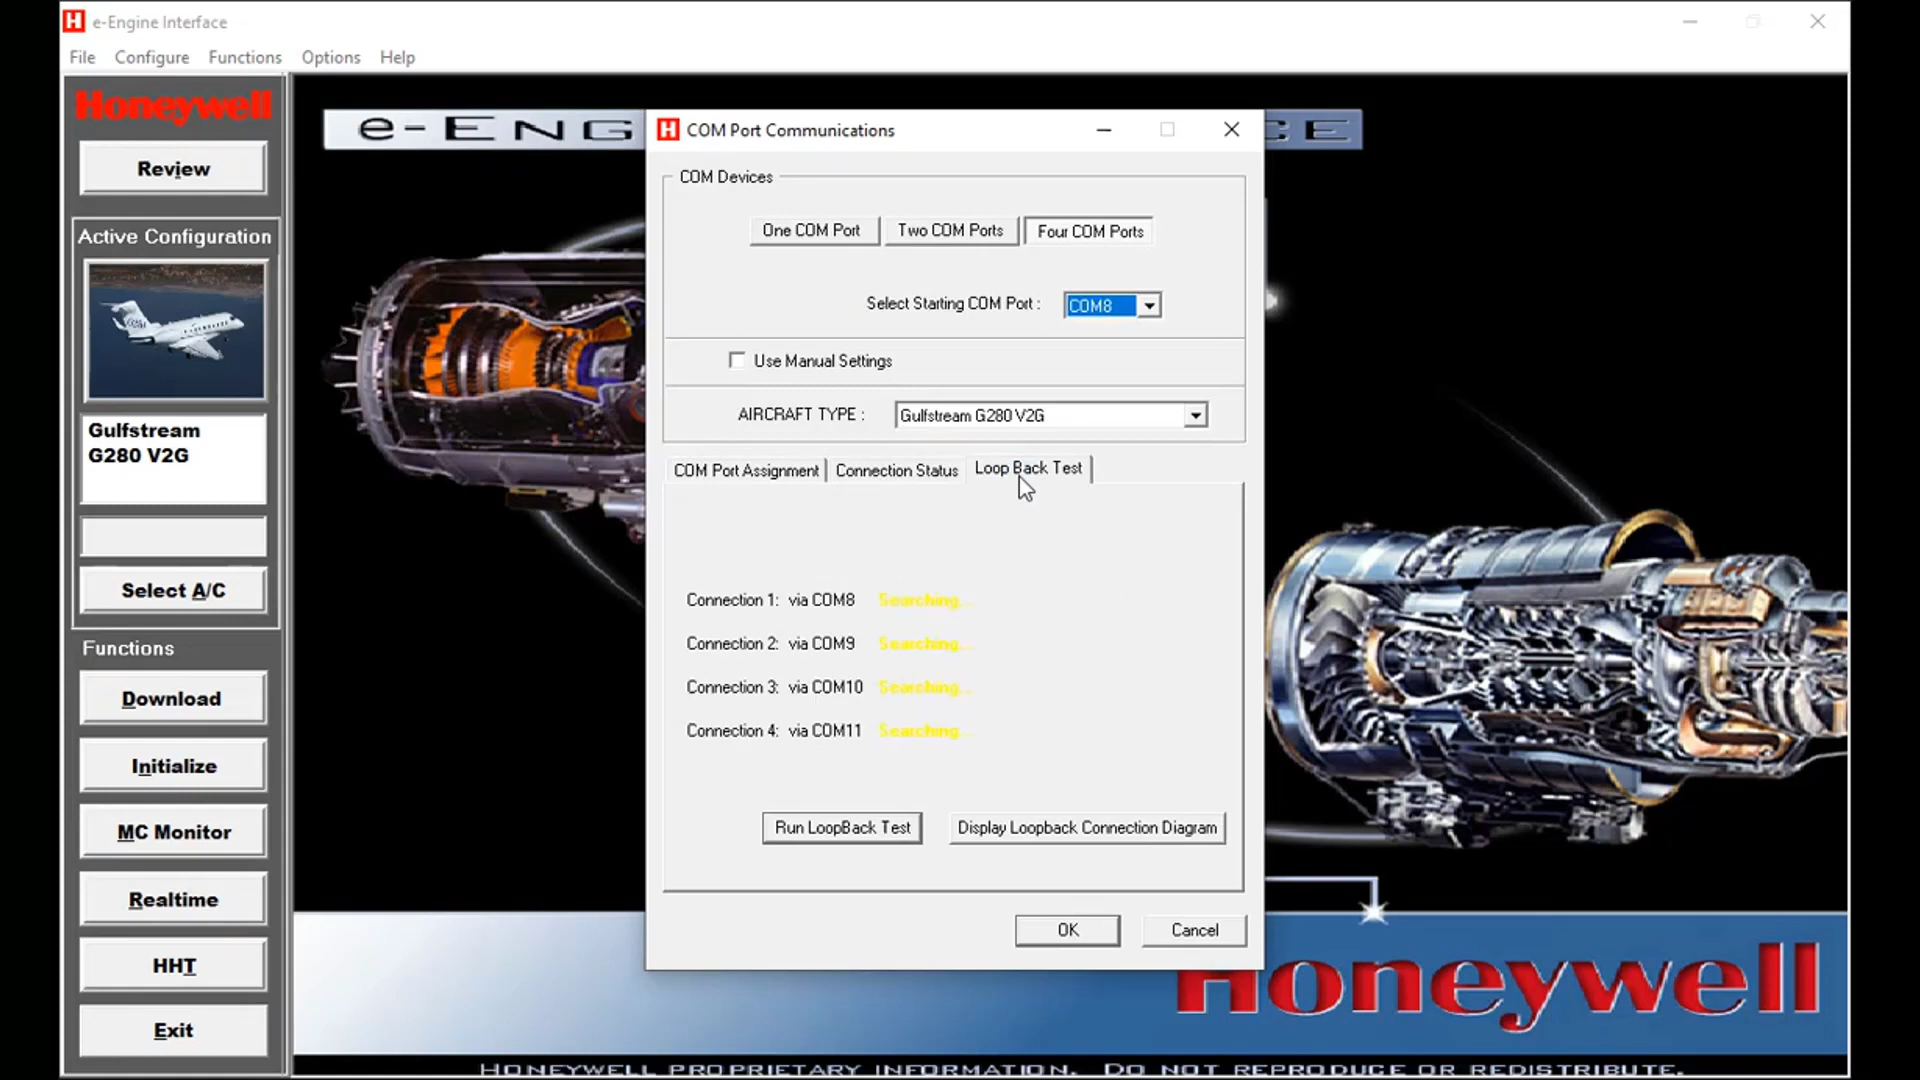 e-Engine Interface
File Configure Functions Options Help
Honeywell
Review
Active Configuration
Gulfstream
G280 V2G
Select A/C
Functions
Download
Initialize
MC Monitor
Realtime
HHT
Exit
e-ENG
CE
COM Port Communications
COM Devices
One COM Port Two COM Ports Four COM Ports
Select Starting COM Port : COM8
Use Manual Settings
AIRCRAFT TYPE : Gulfstream G280 V2G
COM Port Assignment Connection Status Loop Back Test
Connection 1: via COM8 Searching...
Connection 2: via COM9 Searching...
Connection 3: via COM10 Searching...
Connection 4: via COM11 Searching...
Run LoopBack Test Display Loopback Connection Diagram
OK Cancel
Honeywell
HONEYWELL PROPRIETARY INFORMATION. DO NOT REPRODUCE OR REDISTRIBUTE.